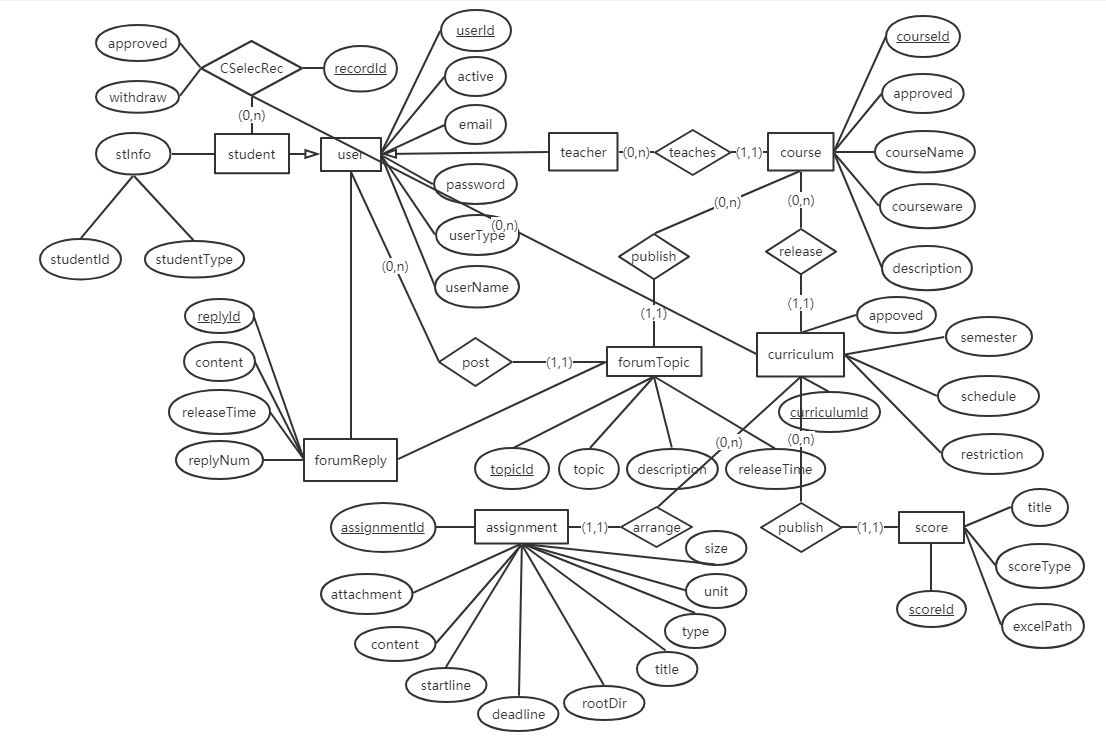 userId
approved
CSelecRec
recordId
courseId
active
withdraw
approved
(0,n)
email
stInfo
student
user
teacher
(0,n)
teaches
(1,1)
course
courseName
password
(0,n)
(0,n)
courseware
(0,n)
userType
studentId
studentType
publish
release
(0,n)
description
userName
(1,1)
(1,1)
appoved
replyId
semester
content
post
(1,1)
forumTopic
curriculum
schedule
releaseTime
curriculumId
(0,n)
(0,n)
replyNum
forumReply
topicId
topic
description
releaseTime
restriction
title
assignmentId
assignment
(1,1)
arrange
publish
(1,1)
score
size
scoreType
attachment
unit
scoreId
type
excelPath
content
title
startline
rootDir
deadline